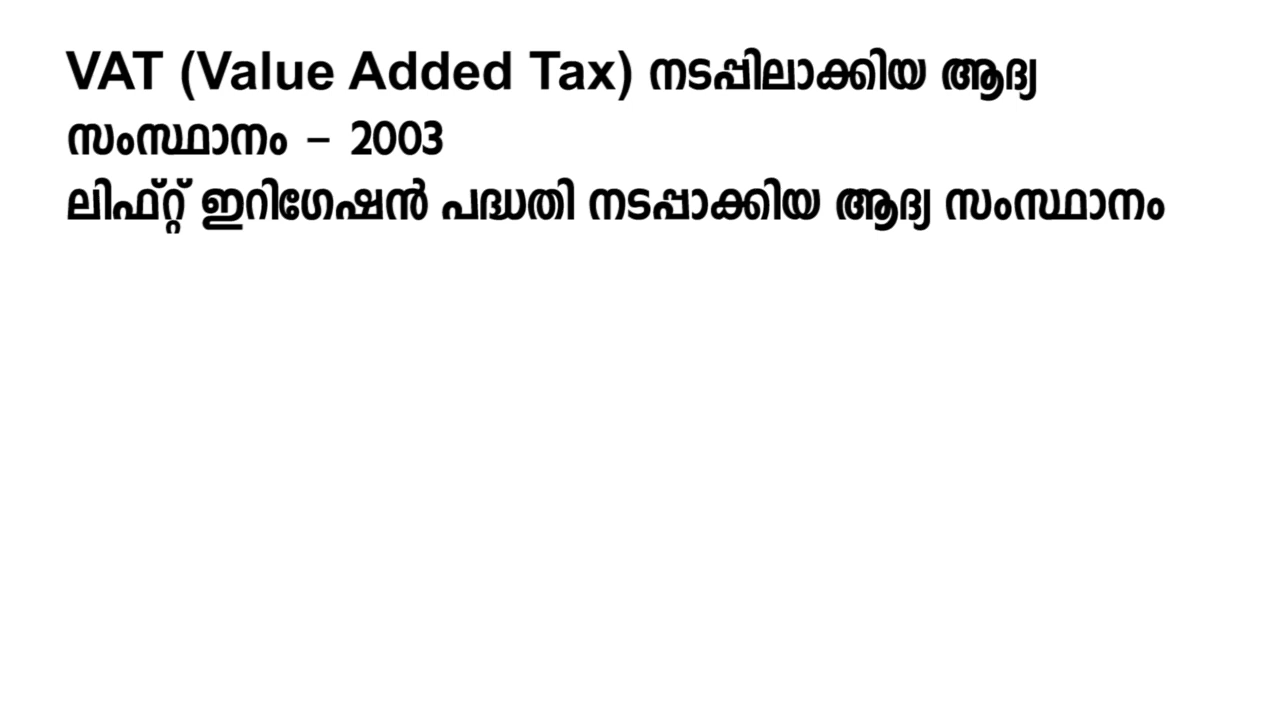 VAT (Value Added Tax) നടപ്പിലാക്കിയ ആദ്യ
സംസ്ഥാനം – 2003
ലിഫ്റ്റ് ഇറിഗേഷൻ പദ്ധതി നടപ്പാക്കിയ ആദ്യ സംസ്ഥാനം